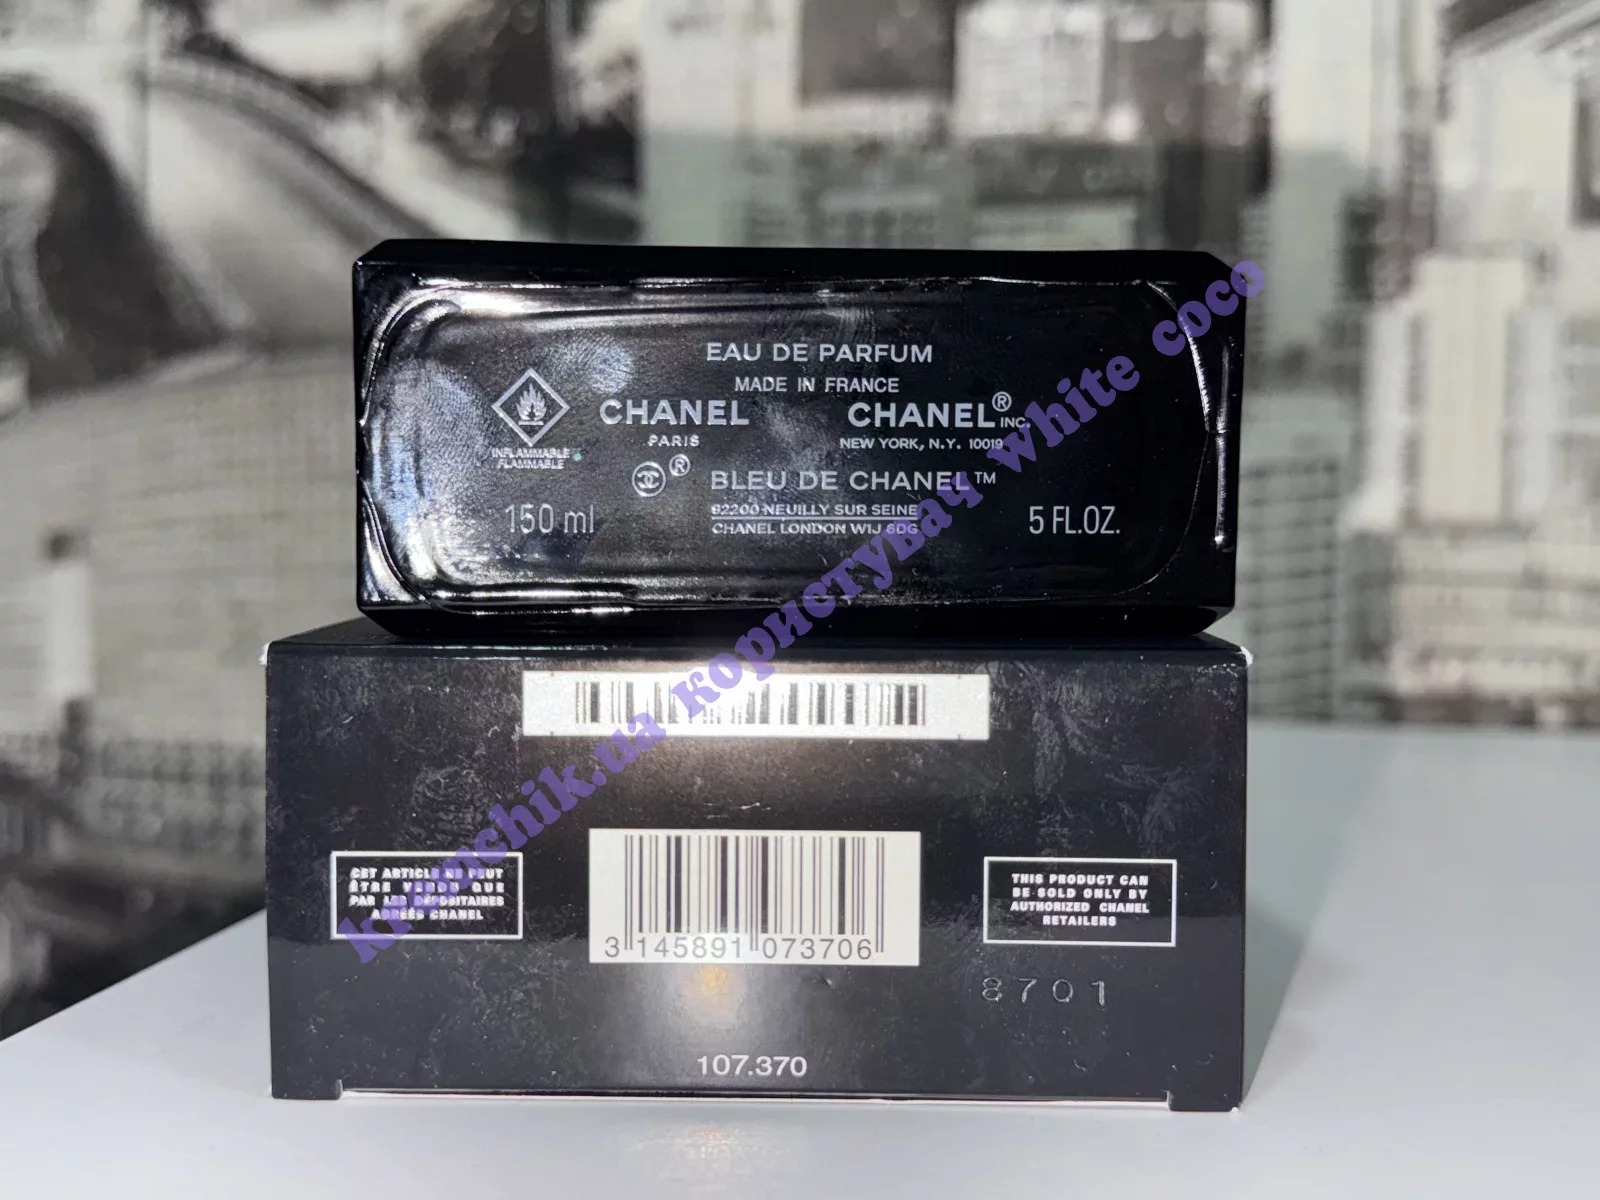 EAU DE PARFUM
MADE IN FRANCE
CHANEL
PARIS
CHANEL® INC.
NEW YORK, N.Y. 10019
INFLAMMABLE
FLAMMABLE
®
BLEU DE CHANEL™
150 ml
92200 NEUILLY SUR SEINE
CHANEL LONDON W1J 6DG
5 FL.OZ.
kremchik.ua користувач white coco
CET ARTICLE NE PEUT
ÊTRE VENDU QUE
PAR LES DÉPOSITAIRES
AGRÉÉS CHANEL
3 145891 073706
THIS PRODUCT CAN
BE SOLD ONLY BY
AUTHORIZED CHANEL
RETAILERS
8701
107.370